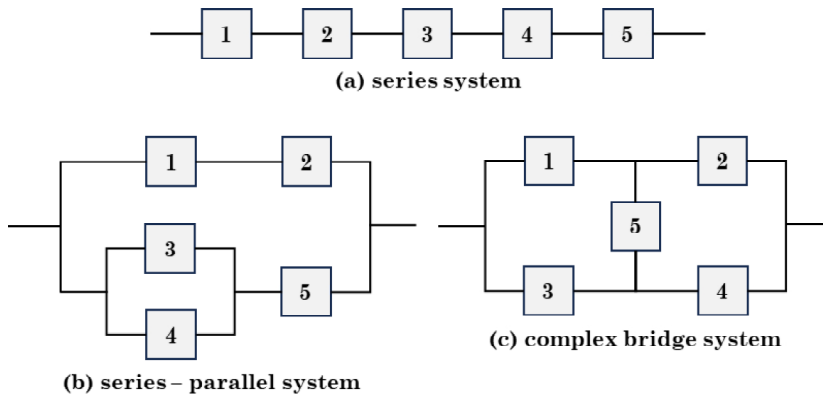 1 2 3 4 5
(a) series system
1 2
3
4
5
(b) series – parallel system
1 2
5
3 4
(c) complex bridge system